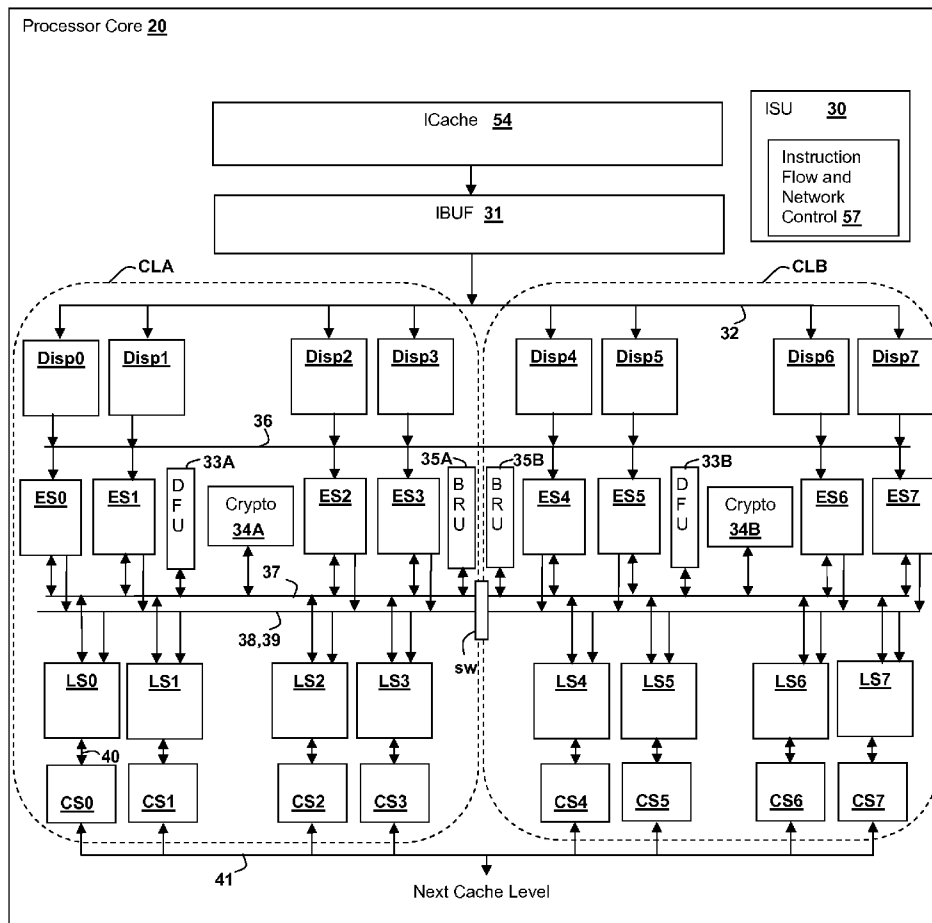 Processor Core 20
ICache 54
ISU 30
Instruction
Flow and
Network
Control 57
IBUF 31
CLA
CLB
32
Disp0
Disp1
Disp2
Disp3
Disp4
Disp5
Disp6
Disp7
36
33A
35A
35B
33B
ES0
ES1
DFU
Crypto
34A
ES2
ES3
BRU
BRU
ES4
ES5
DFU
Crypto
34B
ES6
ES7
37
38,39
sw
LS0
LS1
LS2
LS3
LS4
LS5
LS6
LS7
40
CS0
CS1
CS2
CS3
CS4
CS5
CS6
CS7
41
Next Cache Level